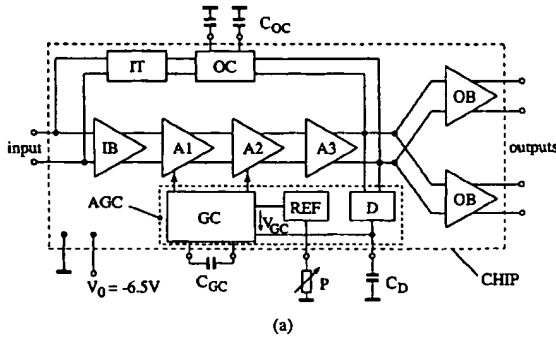 C_OC
IT
OC
OB
input
IB
A1
A2
A3
outputs
AGC
GC
V_GC
REF
D
OB
V_0 = -6.5V
C_GC
P
C_D
CHIP
(a)